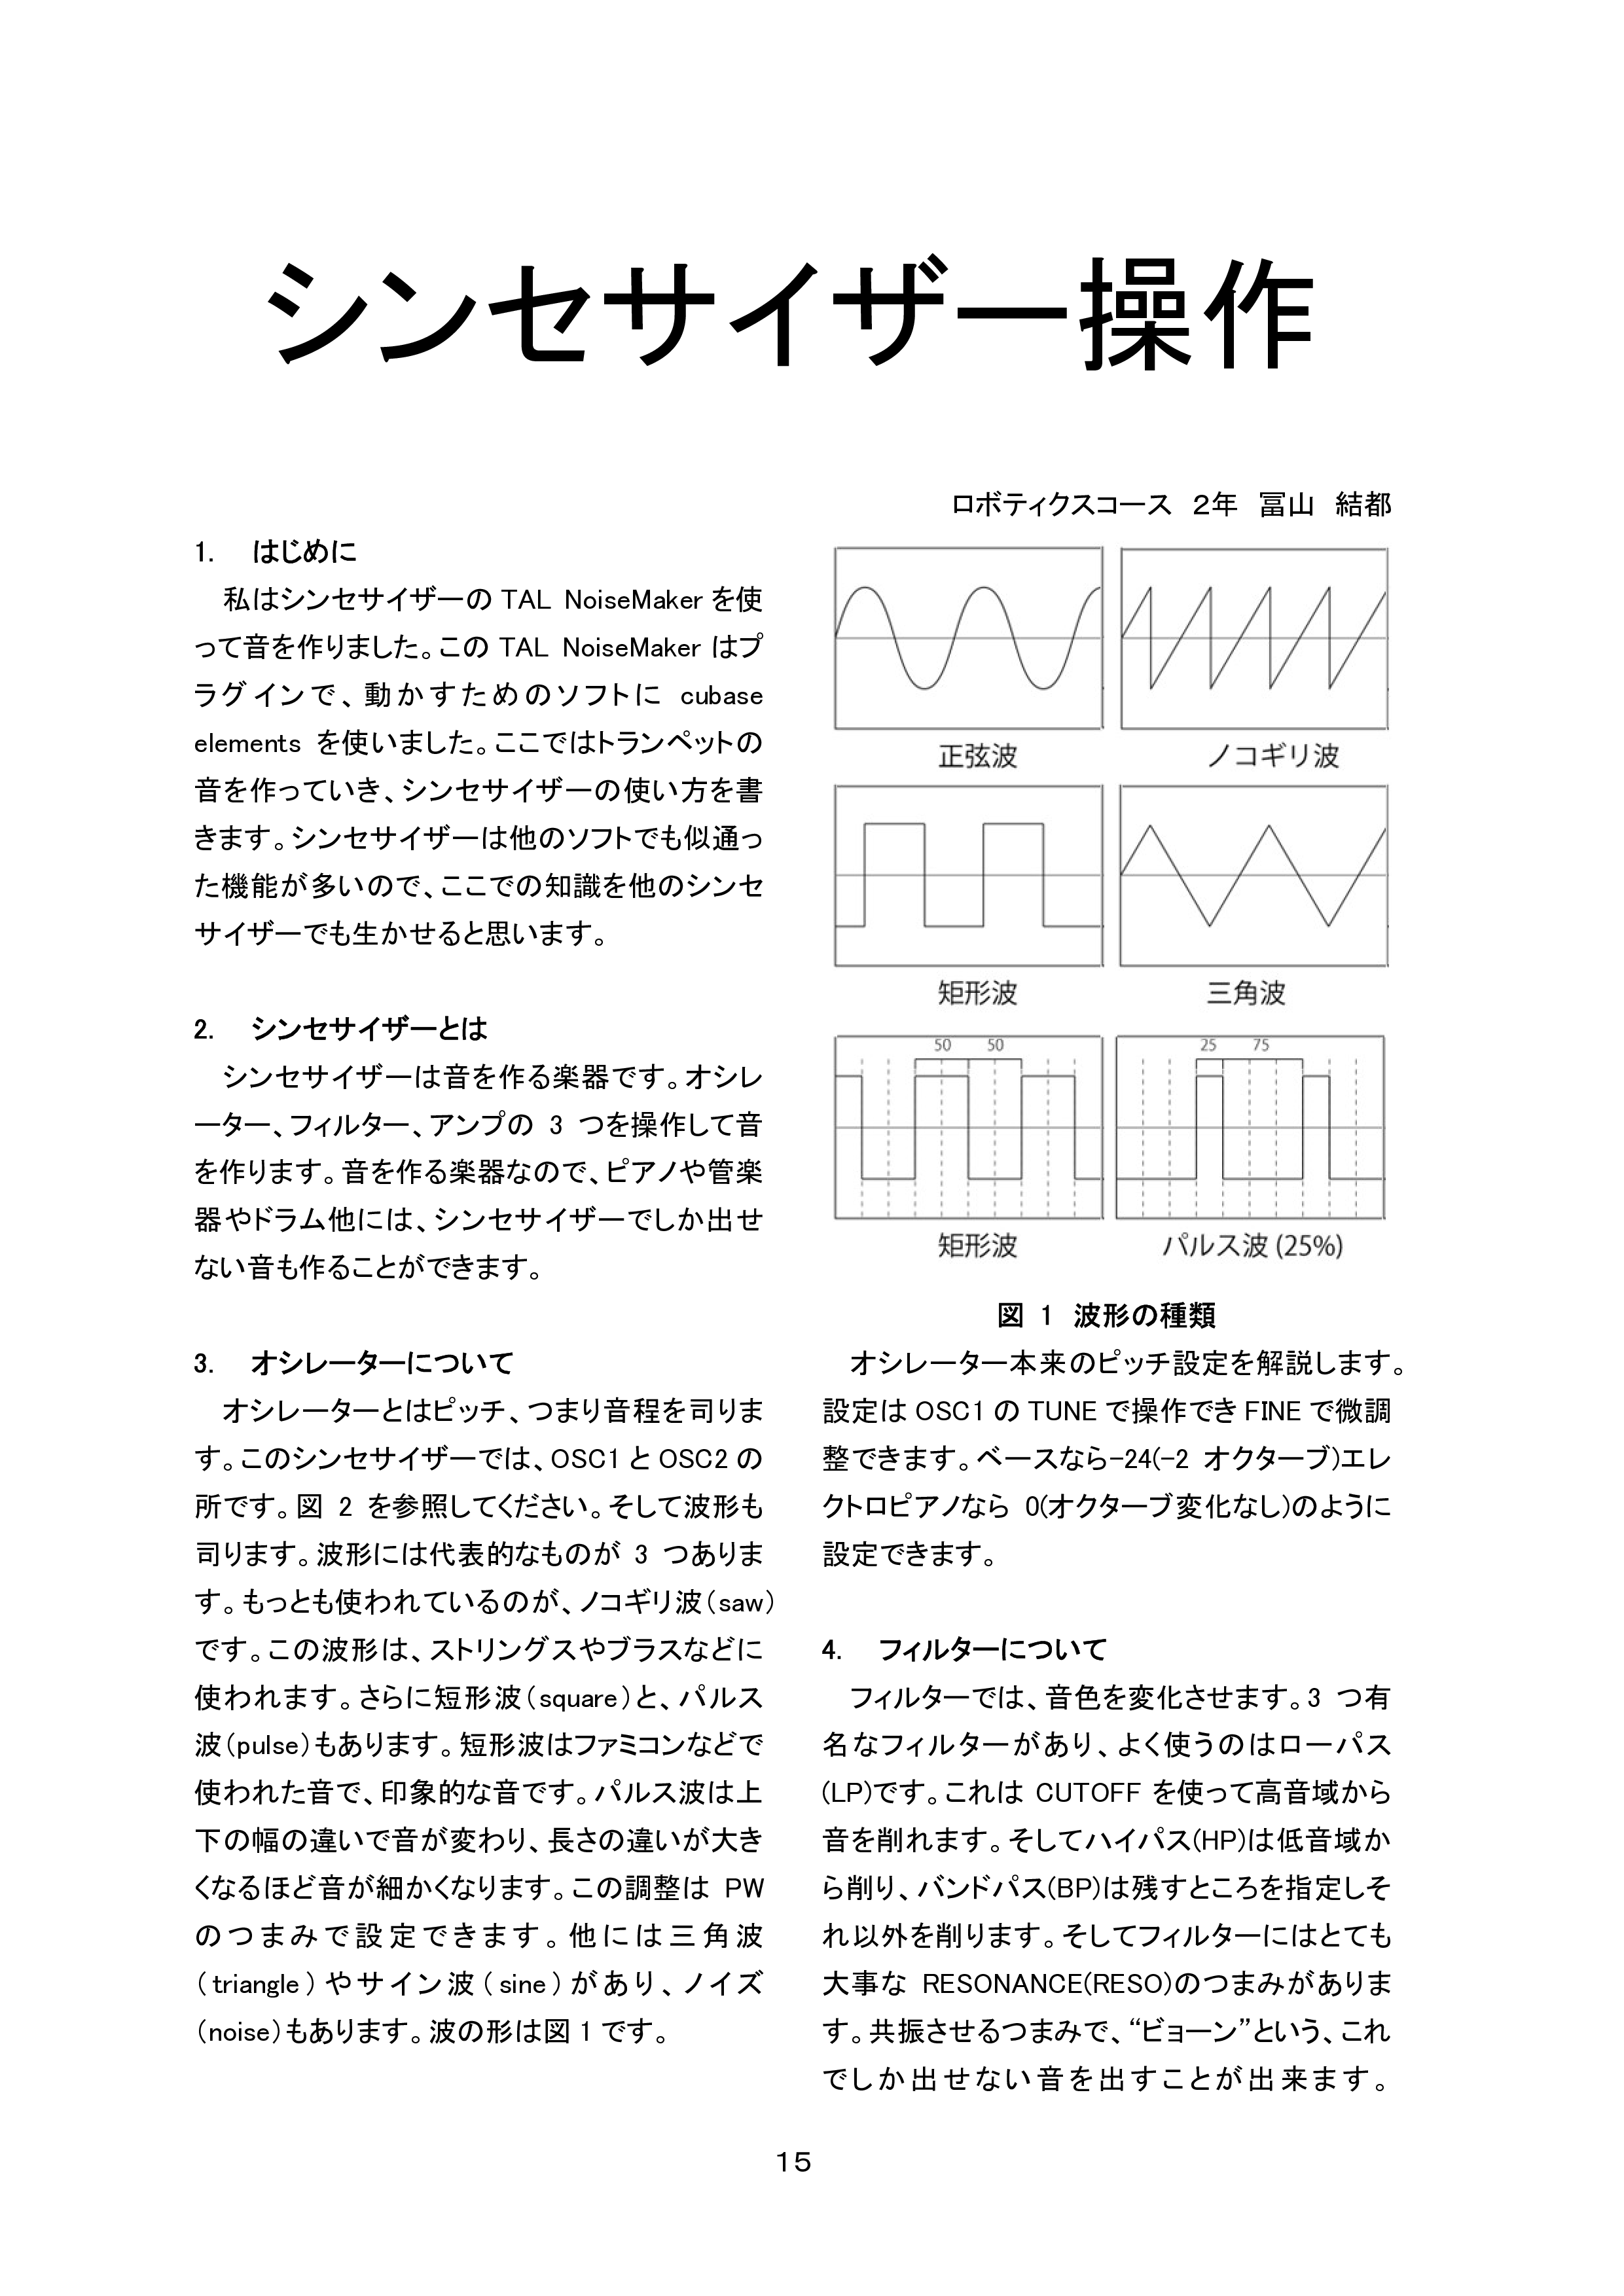 シンセサイザー操作
ロボティクスコース 2年 冨山 結都
1. はじめに
私はシンセサイザーの TAL NoiseMaker を使
って音を作りました。この TAL NoiseMaker はプ
ラグインで、動かすためのソフトに cubase
elements を使いました。ここではトランペットの
音を作っていき、シンセサイザーの使い方を書
きます。シンセサイザーは他のソフトでも似通っ
た機能が多いので、ここでの知識を他のシンセ
サイザーでも生かせると思います。
2. シンセサイザーとは
シンセサイザーは音を作る楽器です。オシレ
ーター、フィルター、アンプの 3 つを操作して音
を作ります。音を作る楽器なので、ピアノや管楽
器やドラム他には、シンセサイザーでしか出せ
ない音も作ることができます。
3. オシレーターについて
オシレーターとはピッチ、つまり音程を司りま
す。このシンセサイザーでは、OSC1 と OSC2 の
所です。図 2 を参照してください。そして波形も
司ります。波形には代表的なものが 3 つありま
す。もっとも使われているのが、ノコギリ波（saw）
です。この波形は、ストリングスやブラスなどに
使われます。さらに短形波（square）と、パルス
波（pulse）もあります。短形波はファミコンなどで
使われた音で、印象的な音です。パルス波は上
下の幅の違いで音が変わり、長さの違いが大き
くなるほど音が細かくなります。この調整は PW
のつまみで設定できます。他には三角波
（triangle）やサイン波（sine）があり、ノイズ
（noise）もあります。波の形は図 1 です。
正弦波 ノコギリ波
矩形波 三角波
50 50 25 75
矩形波 パルス波 (25%)
図 1 波形の種類
オシレーター本来のピッチ設定を解説します。
設定は OSC1 の TUNE で操作でき FINE で微調
整できます。ベースなら-24(-2 オクターブ)エレ
クトロピアノなら 0(オクターブ変化なし)のように
設定できます。
4. フィルターについて
フィルターでは、音色を変化させます。3 つ有
名なフィルターがあり、よく使うのはローパス
(LP)です。これは CUTOFF を使って高音域から
音を削れます。そしてハイパス(HP)は低音域か
ら削り、バンドパス(BP)は残すところを指定しそ
れ以外を削ります。そしてフィルターにはとても
大事な RESONANCE(RESO)のつまみがありま
す。共振させるつまみで、“ビョーン”という、これ
でしか出せない音を出すことが出来ます。
15